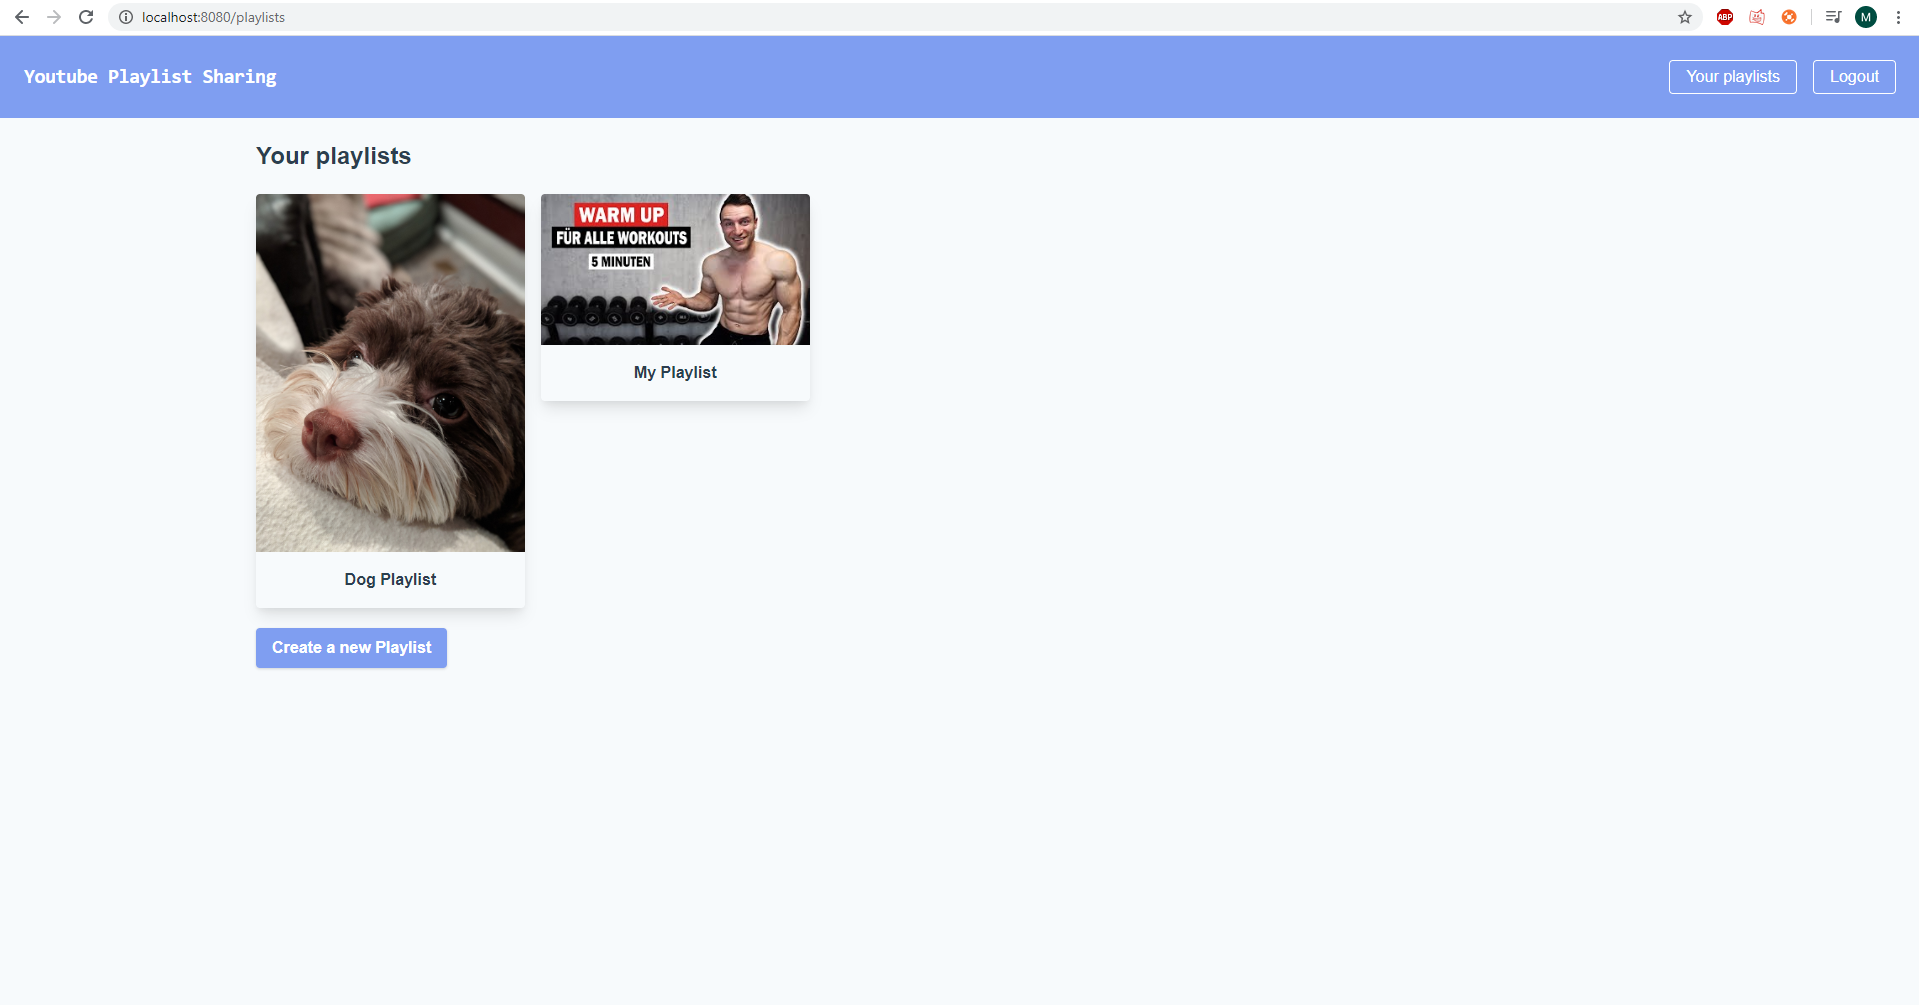 localhost:8080/playlists
ABP
M
Youtube Playlist Sharing
Your playlists
Logout
Your playlists
WARM UP
FÜR ALLE WORKOUTS
5 MINUTEN
My Playlist
Dog Playlist
Create a new Playlist